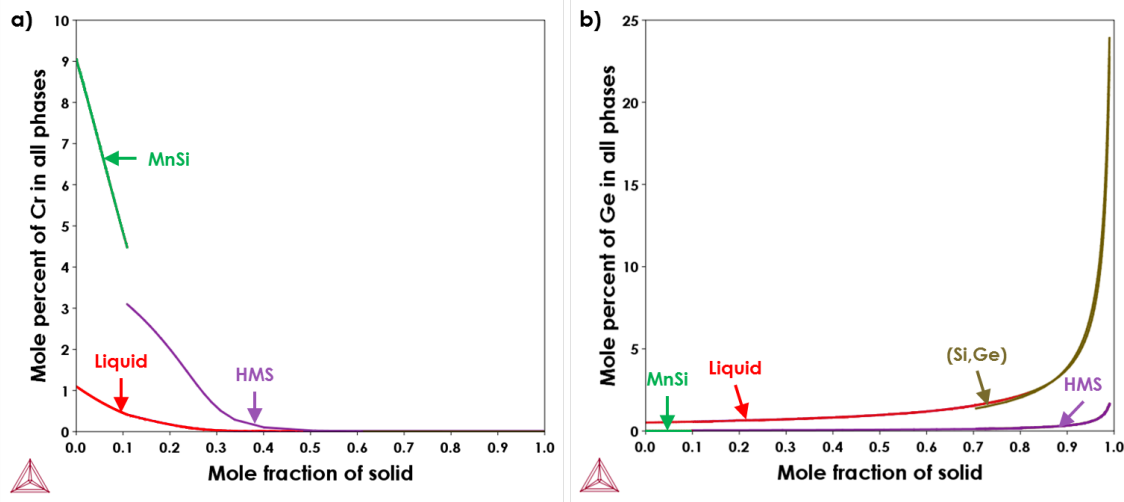 a)
Mole percent of Cr in all phases
10
9
8
7
6
5
4
3
2
1
0
MnSi
Liquid
HMS
0.0 0.1 0.2 0.3 0.4 0.5 0.6 0.7 0.8 0.9 1.0
Mole fraction of solid
b)
Mole percent of Ge in all phases
25
20
15
10
5
0
MnSi
Liquid
(Si,Ge)
HMS
0.0 0.1 0.2 0.3 0.4 0.5 0.6 0.7 0.8 0.9 1.0
Mole fraction of solid